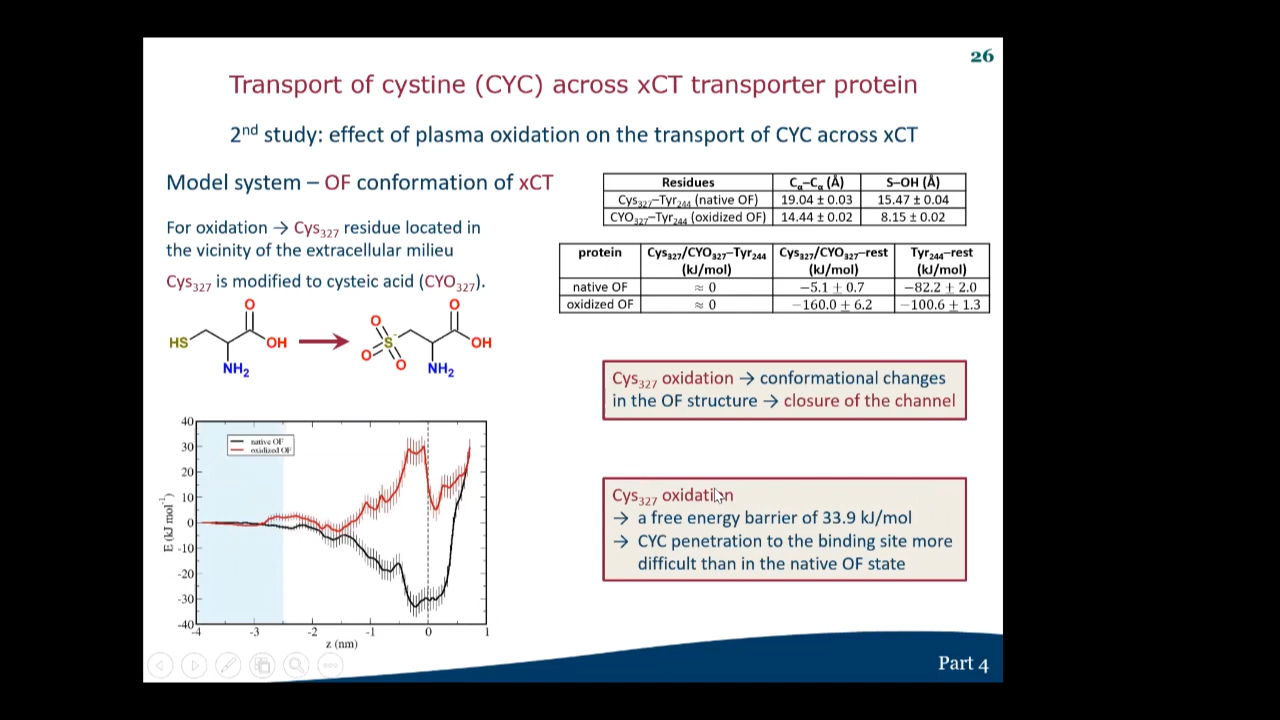 26
Transport of cystine (CYC) across xCT transporter protein
2nd study: effect of plasma oxidation on the transport of CYC across xCT
Model system – OF conformation of xCT
For oxidation → Cys327 residue located in
the vicinity of the extracellular milieu
Cys327 is modified to cysteic acid (CYO327).
O
HS
OH
NH2
O
O
S-
O
O
OH
NH2
Residues Cα–Cα (Å) S–OH (Å)
Cys327–Tyr244 (native OF) 19.04 ± 0.03 15.47 ± 0.04
CYO327–Tyr244 (oxidized OF) 14.44 ± 0.02 8.15 ± 0.02
protein Cys327/CYO327–Tyr244 (kJ/mol) Cys327/CYO327–rest (kJ/mol) Tyr244–rest (kJ/mol)
native OF ≈ 0 −5.1 ± 0.7 −82.2 ± 2.0
oxidized OF ≈ 0 −160.0 ± 6.2 −100.6 ± 1.3
Cys327 oxidation → conformational changes
in the OF structure → closure of the channel
Cys327 oxidation
→ a free energy barrier of 33.9 kJ/mol
→ CYC penetration to the binding site more
difficult than in the native OF state
native OF
oxidized OF
40
30
20
10
0
-10
-20
-30
-40
E (kJ mol-1)
-4 -3 -2 -1 0 1
z (nm)
Part 4